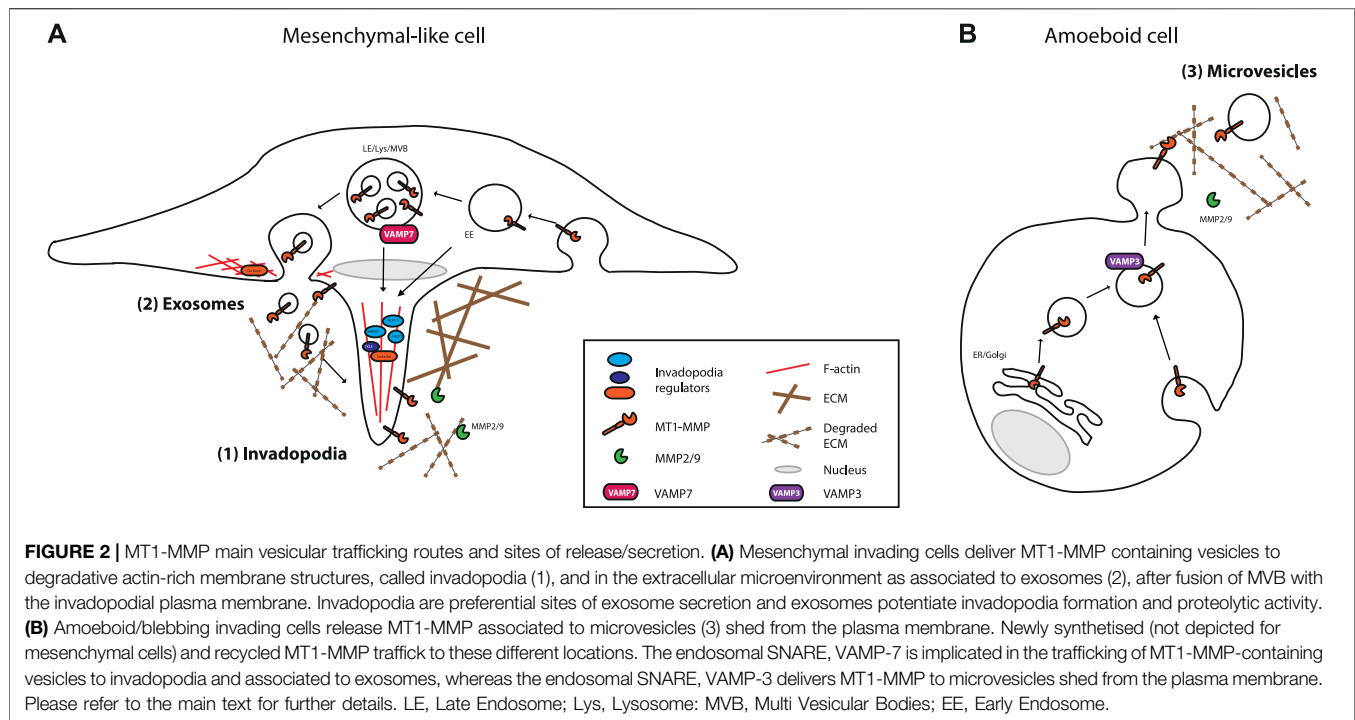 A
Mesenchymal-like cell
B
Amoeboid cell
(3) Microvesicles
LE/Lys/MVB
VAMP7
EE
MMP2/9
VAMP3
(2) Exosomes
ER/Golgi
MMP2/9
(1) Invadopodia
Invadopodia
regulators
MT1-MMP
MMP2/9
VAMP7 VAMP7
F-actin
ECM
Degraded
ECM
Nucleus
VAMP3 VAMP3
FIGURE 2 | MT1-MMP main vesicular trafficking routes and sites of release/secretion. (A) Mesenchymal invading cells deliver MT1-MMP containing vesicles to
degradative actin-rich membrane structures, called invadopodia (1), and in the extracellular microenvironment as associated to exosomes (2), after fusion of MVB with
the invadopodial plasma membrane. Invadopodia are preferential sites of exosome secretion and exosomes potentiate invadopodia formation and proteolytic activity.
(B) Amoeboid/blebbing invading cells release MT1-MMP associated to microvesicles (3) shed from the plasma membrane. Newly synthetised (not depicted for
mesenchymal cells) and recycled MT1-MMP traffick to these different locations. The endosomal SNARE, VAMP-7 is implicated in the trafficking of MT1-MMP-containing
vesicles to invadopodia and associated to exosomes, whereas the endosomal SNARE, VAMP-3 delivers MT1-MMP to microvesicles shed from the plasma membrane.
Please refer to the main text for further details. LE, Late Endosome; Lys, Lysosome: MVB, Multi Vesicular Bodies; EE, Early Endosome.